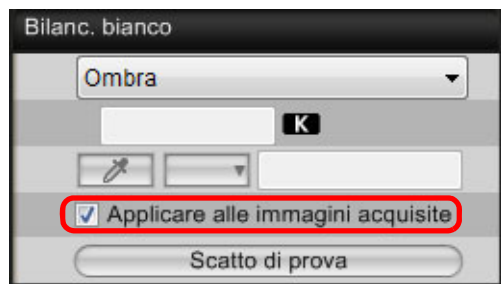 Bilanc. bianco
Ombra
K
Applicare alle immagini acquisite
Scatto di prova